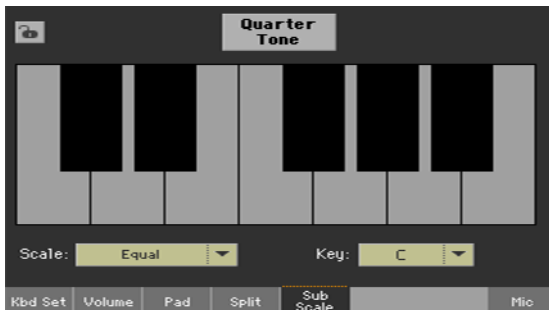 Quarter
Tone
Scale: Equal Key: C
Kbd Set Volume Pad Split Sub Scale Mic